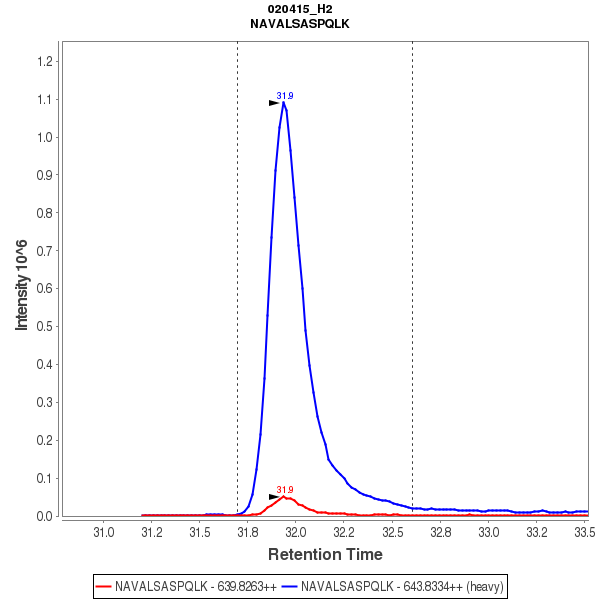 020415_H2
NAVALSASPQLK
Intensity 10^6
1.2
1.1
1.0
0.9
0.8
0.7
0.6
0.5
0.4
0.3
0.2
0.1
0.0
31.9
31.9
31.0 31.2 31.5 31.8 32.0 32.2 32.5 32.8 33.0 33.2 33.5
Retention Time
NAVALSASPQLK - 639.8263++ NAVALSASPQLK - 643.8334++ (heavy)